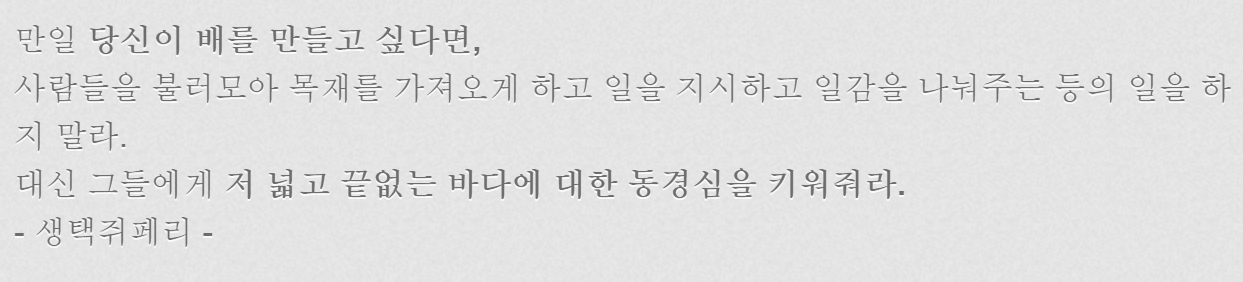 만일 당신이 배를 만들고 싶다면,
사람들을 불러모아 목재를 가져오게 하고 일을 지시하고 일감을 나눠주는 등의 일을 하
지 말라.
대신 그들에게 저 넓고 끝없는 바다에 대한 동경심을 키워줘라.
- 생택쥐페리 -